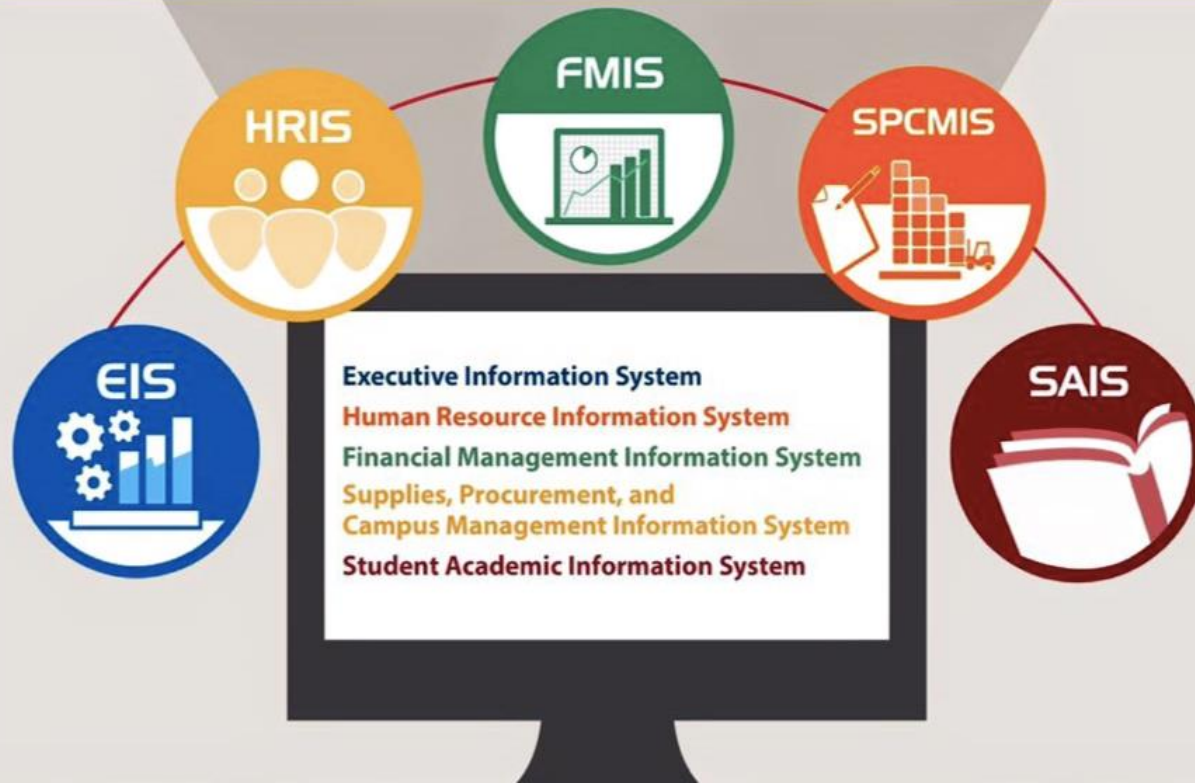 FMIS
HRIS
SPCMIS
EIS
SAIS
Executive Information System
Human Resource Information System
Financial Management Information System
Supplies, Procurement, and
Campus Management Information System
Student Academic Information System